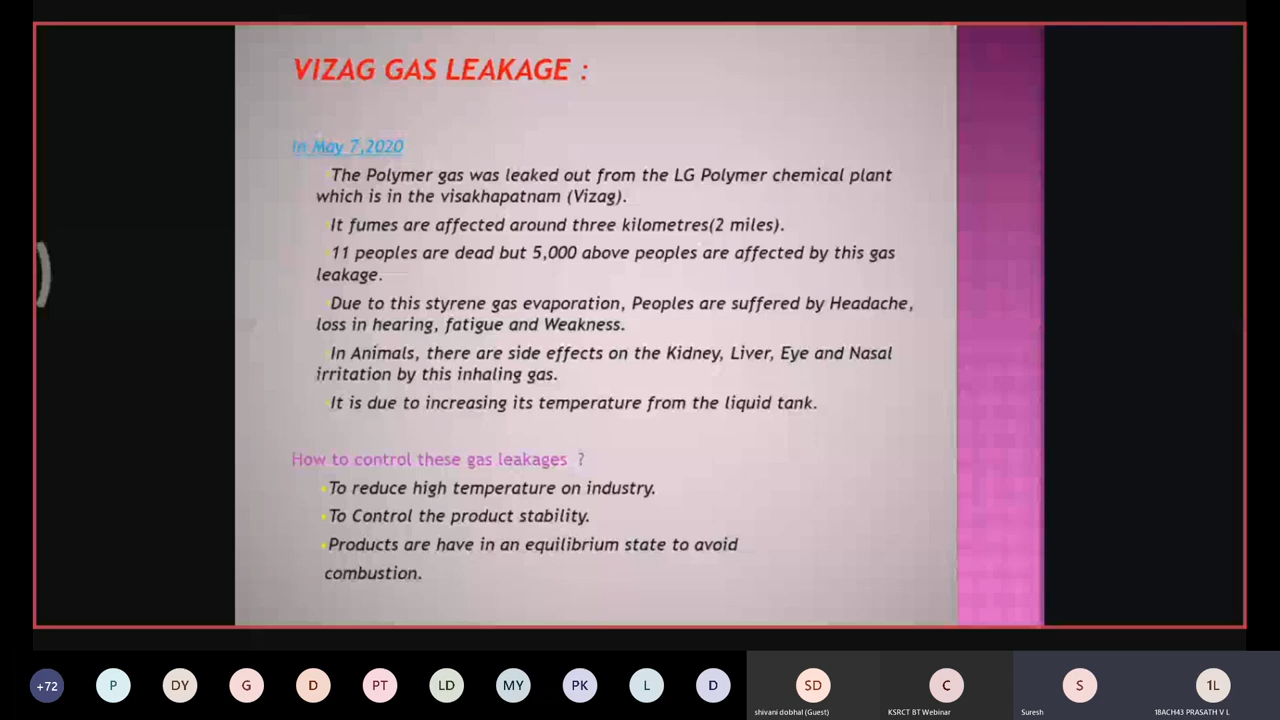 VIZAG GAS LEAKAGE :
In May 7,2020
The Polymer gas was leaked out from the LG Polymer chemical plant
which is in the visakhapatnam (Vizag).
It fumes are affected around three kilometres(2 miles).
11 peoples are dead but 5,000 above peoples are affected by this gas
leakage.
Due to this styrene gas evaporation, Peoples are suffered by Headache,
loss in hearing, fatigue and Weakness.
In Animals, there are side effects on the Kidney, Liver, Eye and Nasal
irritation by this inhaling gas.
It is due to increasing its temperature from the liquid tank.
How to control these gas leakages ?
•To reduce high temperature on industry.
•To Control the product stability.
•Products are have in an equilibrium state to avoid
combustion.
+72 P DY G D PT LD MY PK L D SD C S 1L
shivani dobhal (Guest) KSRCT BT Webinar Suresh 18ACH43 PRASATH V L